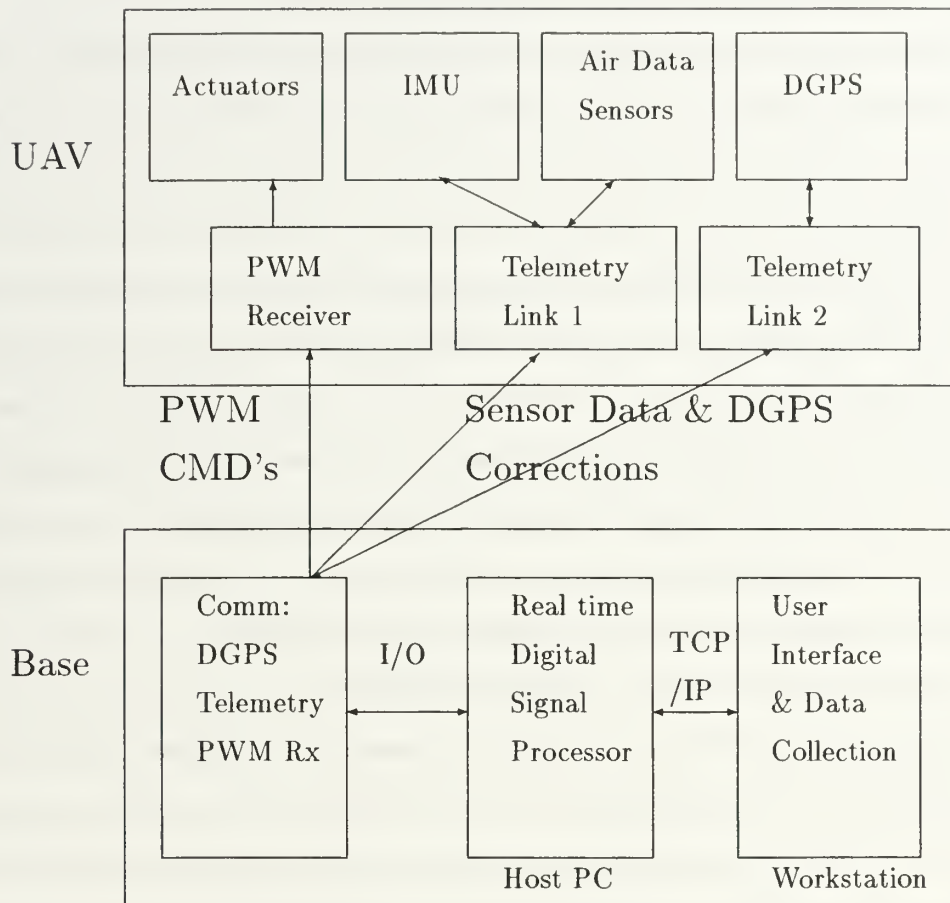 UAV
Actuators
IMU
Air Data
Sensors
DGPS
PWM
Receiver
Telemetry
Link 1
Telemetry
Link 2
PWM
CMD's
Sensor Data & DGPS
Corrections
Base
Comm:
DGPS
Telemetry
PWM Rx
I/O
Real time
Digital
Signal
Processor
TCP
/IP
User
Interface
& Data
Collection
Host PC
Workstation